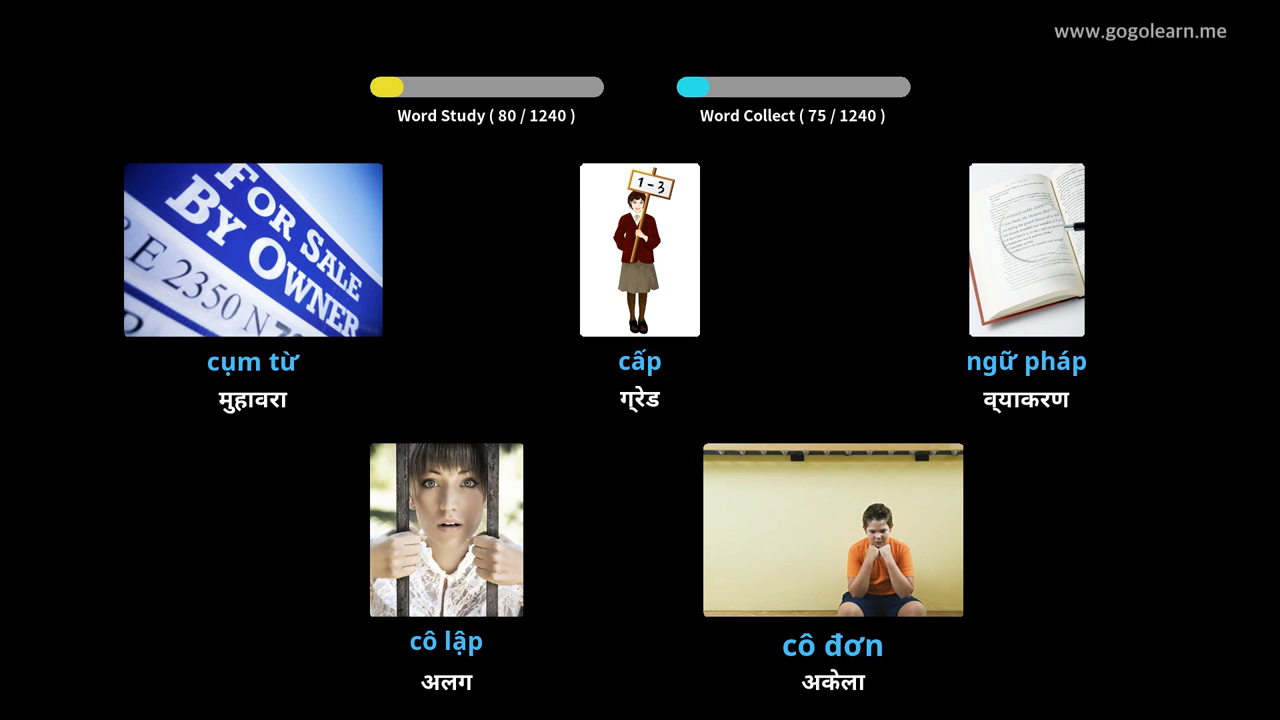 www.gogolearn.me
Word Study ( 80 / 1240 )
Word Collect ( 75 / 1240 )
FOR SALE
BY OWNER
E 2350 N
1 - 3
cụm từ
cấp
ngữ pháp
मुहावरा
ग्रेड
व्याकरण
cô lập
cô đơn
अलग
अकेला